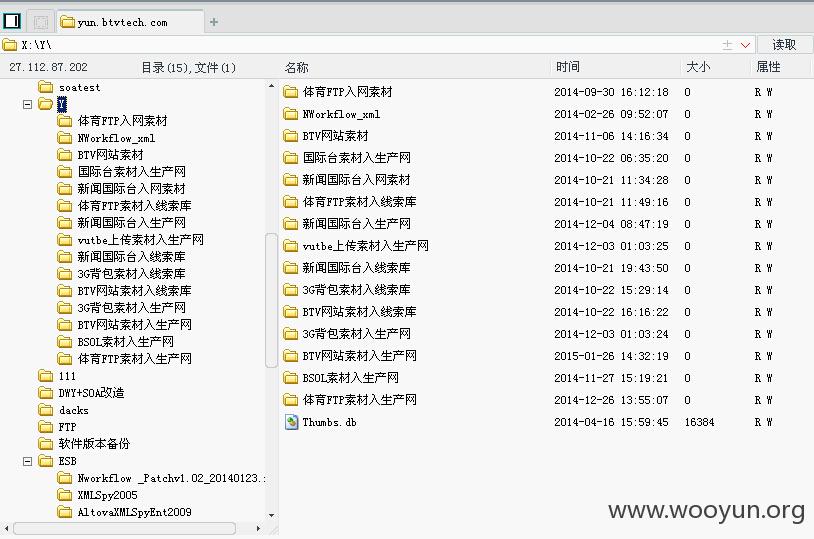 yun.btvtech.com
X:\Y\
读取
27.112.87.202 目录(15),文件(1)
名称 时间 大小 属性
soatest
Y
体育FTP入网素材
NWorkflow_xml
BTV网站素材
国际台素材入生产网
新闻国际台入网素材
体育FTP素材入线索库
新闻国际台入生产网
vutbe上传素材入生产网
新闻国际台入线索库
3G背包素材入线索库
BTV网站素材入线索库
3G背包素材入生产网
BTV网站素材入生产网
BSOL素材入生产网
体育FTP素材入生产网
111
DWY+SOA改造
dacks
FTP
软件版本备份
ESB
Nworkflow _Patchv1.02_20140123.
XMLSpy2005
AltovaXMLSpyEnt2009
体育FTP入网素材 2014-09-30 16:12:18 0 R W
NWorkflow_xml 2014-02-26 09:52:07 0 R W
BTV网站素材 2014-11-06 14:16:34 0 R W
国际台素材入生产网 2014-10-22 06:35:20 0 R W
新闻国际台入网素材 2014-10-21 11:34:28 0 R W
体育FTP素材入线索库 2014-10-21 11:49:16 0 R W
新闻国际台入生产网 2014-12-04 08:47:19 0 R W
vutbe上传素材入生产网 2014-12-03 01:03:25 0 R W
新闻国际台入线索库 2014-10-21 19:43:50 0 R W
3G背包素材入线索库 2014-10-22 15:29:14 0 R W
BTV网站素材入线索库 2014-10-22 16:16:22 0 R W
3G背包素材入生产网 2014-12-03 01:03:24 0 R W
BTV网站素材入生产网 2015-01-26 14:32:19 0 R W
BSOL素材入生产网 2014-11-27 15:19:21 0 R W
体育FTP素材入生产网 2014-12-26 13:55:07 0 R W
Thumbs.db 2014-04-16 15:59:45 16384 R W
www.wooyun.org